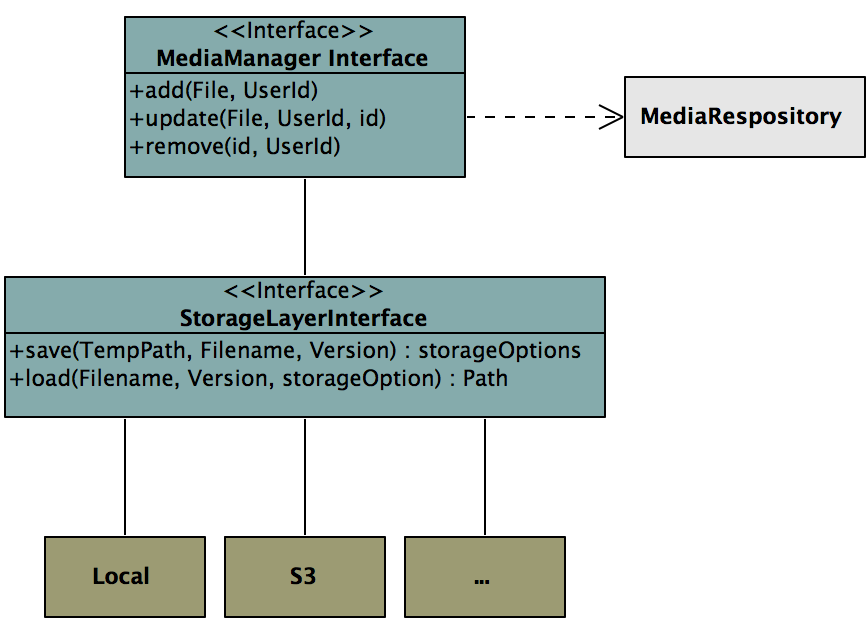 <<Interface>>
MediaManager Interface
+add(File, UserId)
+update(File, UserId, id)
+remove(id, UserId)
MediaRespository
<<Interface>>
StorageLayerInterface
+save(TempPath, Filename, Version) : storageOptions
+load(Filename, Version, storageOption) : Path
Local
S3
...